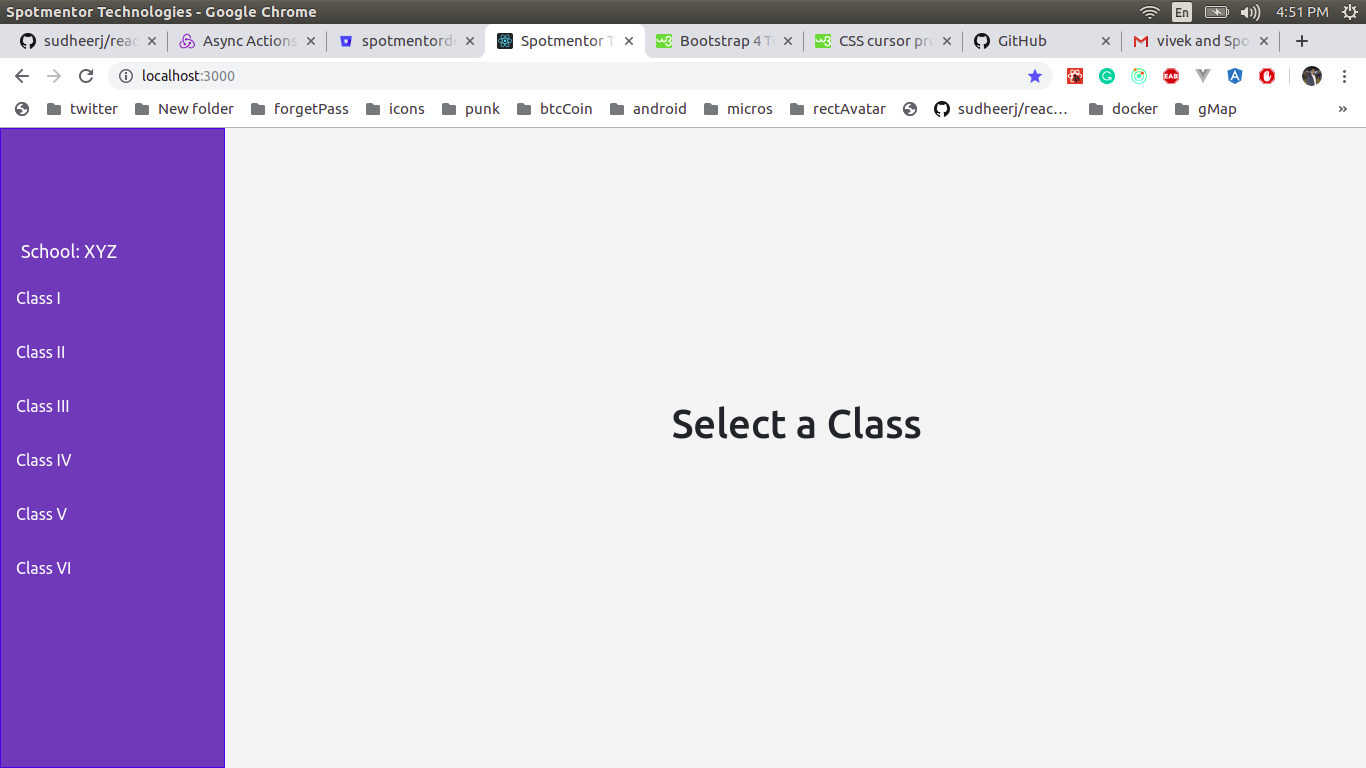 Spotmentor Technologies - Google Chrome
En
4:51 PM
sudheerj/reac
Async Actions
spotmentord
Spotmentor T
Bootstrap 4 T
CSS cursor pro
GitHub
vivek and Spo
localhost:3000
twitter
New folder
forgetPass
icons
punk
btcCoin
android
micros
rectAvatar
sudheerj/reac…
docker
gMap
»
School: XYZ
Class I
Class II
Class III
Class IV
Class V
Class VI
Select a Class